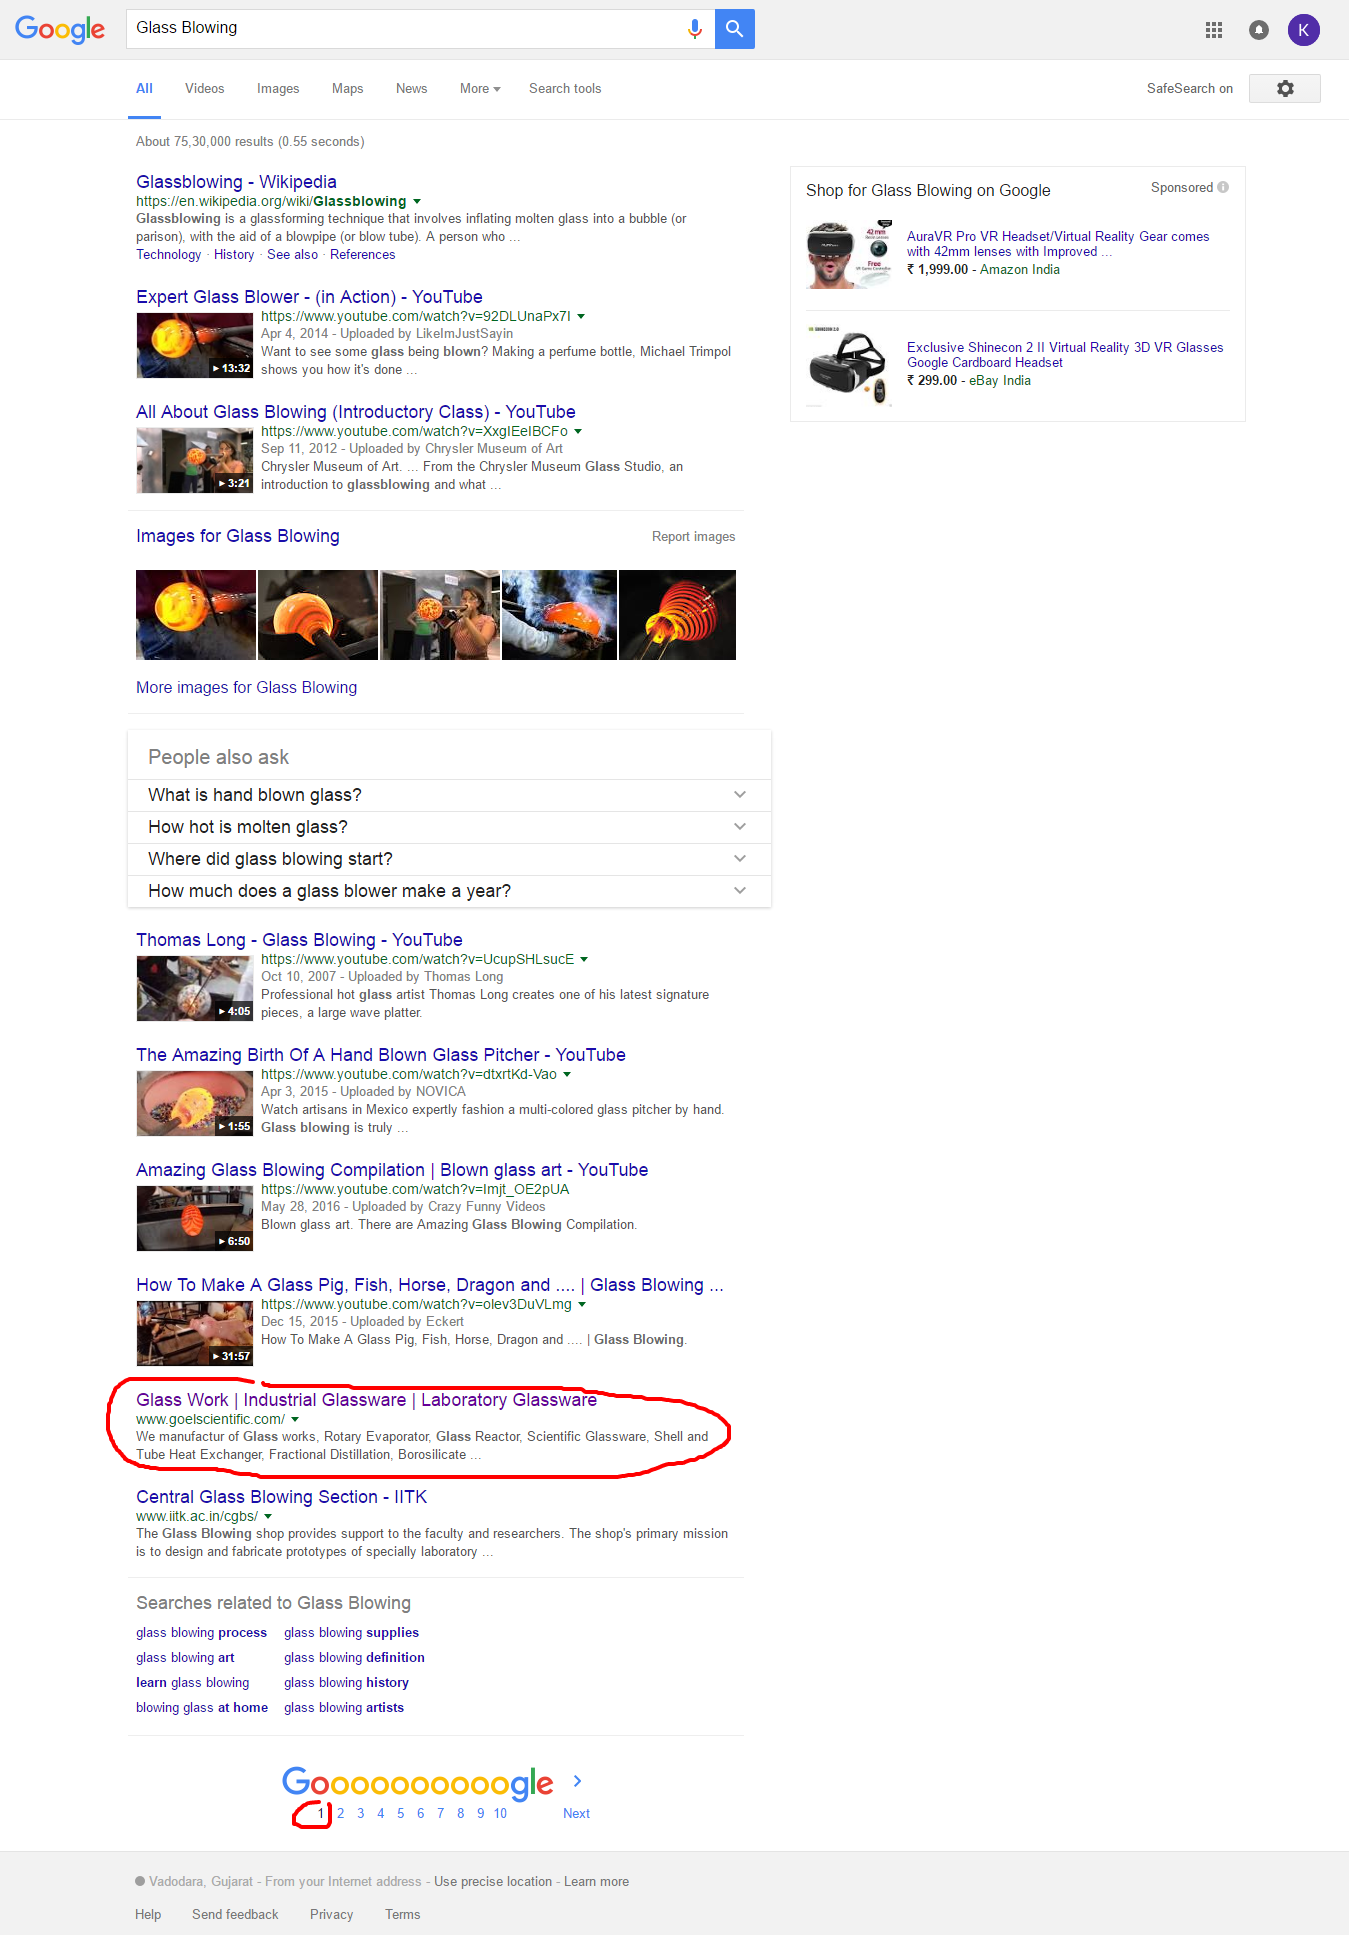 Google
Glass Blowing
K
All Videos Images Maps News More Search tools
SafeSearch on
About 75,30,000 results (0.55 seconds)
Glassblowing - Wikipedia
https://en.wikipedia.org/wiki/Glassblowing
Glassblowing is a glassforming technique that involves inflating molten glass into a bubble (or
parison), with the aid of a blowpipe (or blow tube). A person who ...
Technology · History · See also · References
Expert Glass Blower - (in Action) - YouTube
https://www.youtube.com/watch?v=92DLUnaPx7I
Apr 4, 2014 - Uploaded by LikeImJustSayin
Want to see some glass being blown? Making a perfume bottle, Michael Trimpol
shows you how it's done ...
13:32
All About Glass Blowing (Introductory Class) - YouTube
https://www.youtube.com/watch?v=XxgIEeIBCFo
Sep 11, 2012 - Uploaded by Chrysler Museum of Art
Chrysler Museum of Art. ... From the Chrysler Museum Glass Studio, an
introduction to glassblowing and what ...
3:21
Images for Glass Blowing
Report images
More images for Glass Blowing
People also ask
What is hand blown glass?
How hot is molten glass?
Where did glass blowing start?
How much does a glass blower make a year?
Thomas Long - Glass Blowing - YouTube
https://www.youtube.com/watch?v=UcupSHLsucE
Oct 10, 2007 - Uploaded by Thomas Long
Professional hot glass artist Thomas Long creates one of his latest signature
pieces, a large wave platter.
4:05
The Amazing Birth Of A Hand Blown Glass Pitcher - YouTube
https://www.youtube.com/watch?v=dtxrtKd-Vao
Apr 3, 2015 - Uploaded by NOVICA
Watch artisans in Mexico expertly fashion a multi-colored glass pitcher by hand.
Glass blowing is truly ...
1:55
Amazing Glass Blowing Compilation | Blown glass art - YouTube
https://www.youtube.com/watch?v=Imjt_OE2pUA
May 28, 2016 - Uploaded by Crazy Funny Videos
Blown glass art. There are Amazing Glass Blowing Compilation.
6:50
How To Make A Glass Pig, Fish, Horse, Dragon and .... | Glass Blowing ...
https://www.youtube.com/watch?v=olev3DuVLmg
Dec 15, 2015 - Uploaded by Eckert
How To Make A Glass Pig, Fish, Horse, Dragon and .... | Glass Blowing.
31:57
Glass Work | Industrial Glassware | Laboratory Glassware
www.goelscientific.com/
We manufactur of Glass works, Rotary Evaporator, Glass Reactor, Scientific Glassware, Shell and
Tube Heat Exchanger, Fractional Distillation, Borosilicate ...
Central Glass Blowing Section - IITK
www.iitk.ac.in/cgbs/
The Glass Blowing shop provides support to the faculty and researchers. The shop's primary mission
is to design and fabricate prototypes of specially laboratory ...
Searches related to Glass Blowing
glass blowing process glass blowing supplies
glass blowing art glass blowing definition
learn glass blowing glass blowing history
blowing glass at home glass blowing artists
Goooooooooogle
1 2 3 4 5 6 7 8 9 10 Next
Shop for Glass Blowing on Google
Sponsored
42 mm
Free
AuraVR Pro VR Headset/Virtual Reality Gear comes
with 42mm lenses with Improved ...
₹ 1,999.00 - Amazon India
SHINECON 2.0
Exclusive Shinecon 2 II Virtual Reality 3D VR Glasses
Google Cardboard Headset
₹ 299.00 - eBay India
Vadodara, Gujarat - From your Internet address - Use precise location - Learn more
Help Send feedback Privacy Terms